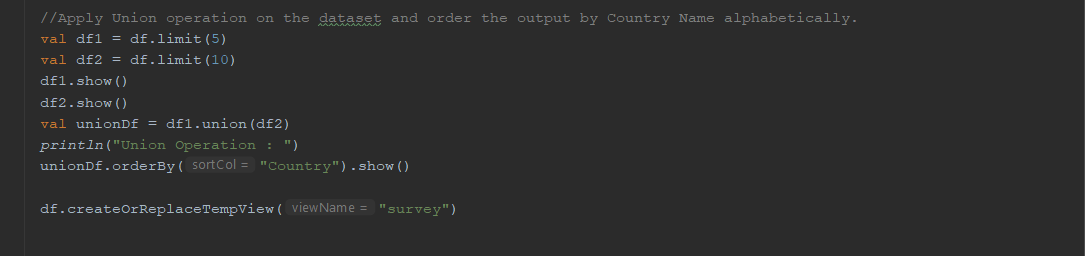 //Apply Union operation on the dataset and order the output by Country Name alphabetically.
val df1 = df.limit(5)
val df2 = df.limit(10)
df1.show()
df2.show()
val unionDf = df1.union(df2)
println("Union Operation : ")
unionDf.orderBy( sortCol = "Country").show()
df.createOrReplaceTempView( viewName = "survey")